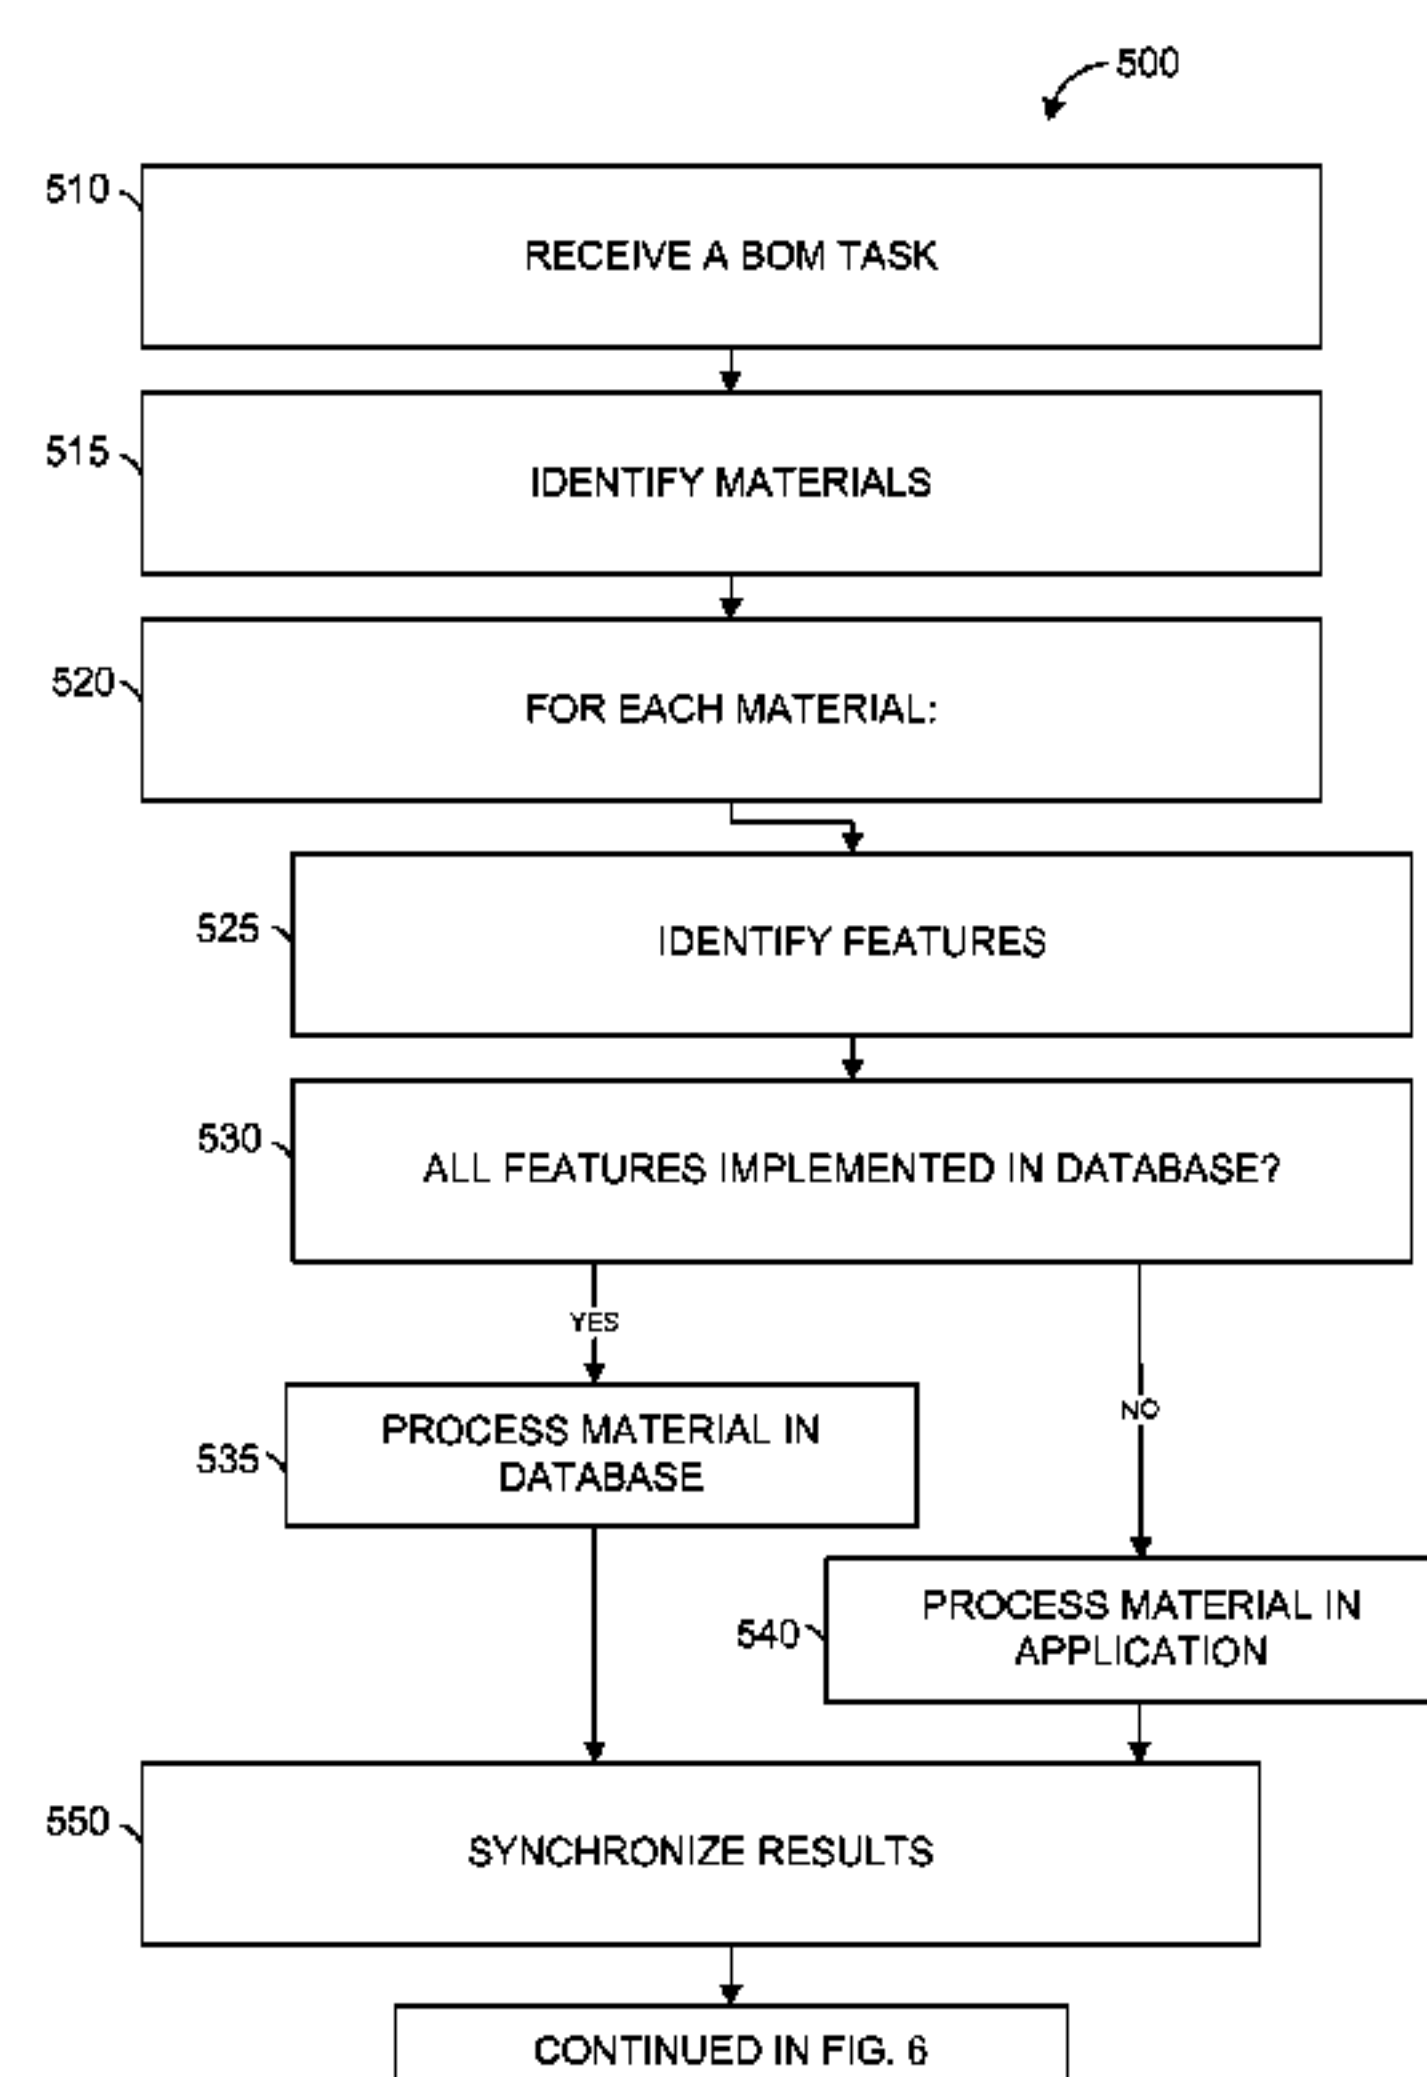 500
510
RECEIVE A BOM TASK
515
IDENTIFY MATERIALS
520
FOR EACH MATERIAL:
525
IDENTIFY FEATURES
530
ALL FEATURES IMPLEMENTED IN DATABASE?
YES
NO
535
PROCESS MATERIAL IN
DATABASE
540
PROCESS MATERIAL IN
APPLICATION
550
SYNCHRONIZE RESULTS
CONTINUED IN FIG. 6